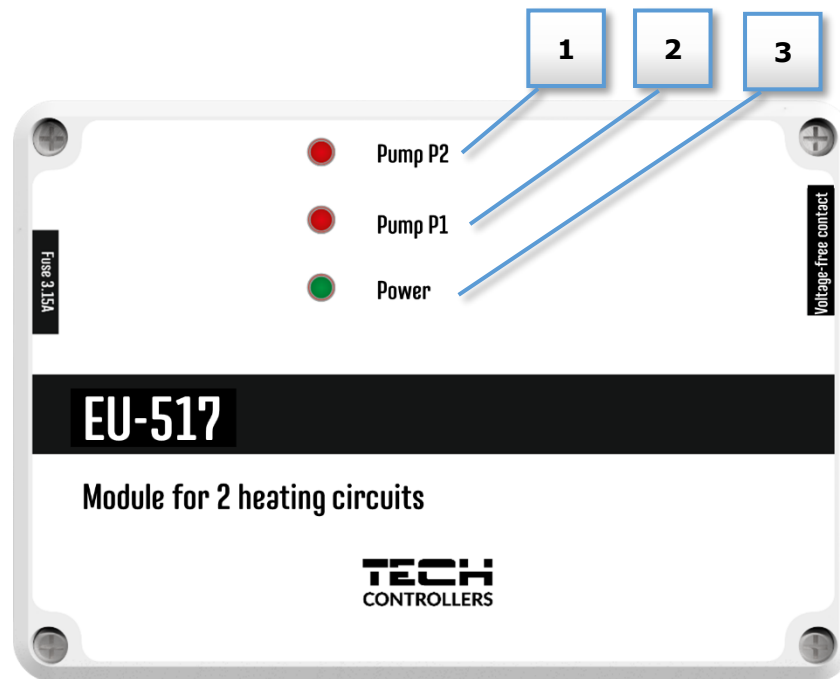 1
2
3
Pump P2
Pump P1
Power
Fuse 3.15A
Voltage-free contact
EU-517
Module for 2 heating circuits
TECH
CONTROLLERS